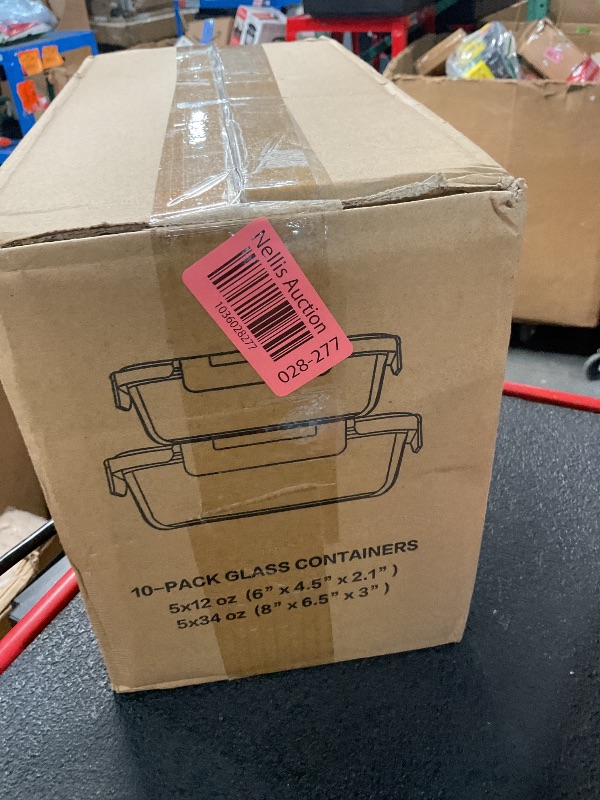 Nellis Auction
T036028272
028-277
10-PACK GLASS CONTAINERS
5x12 oz (6" x 4.5" x 2.1")
5x34 oz (8" x 6.5" x 3")